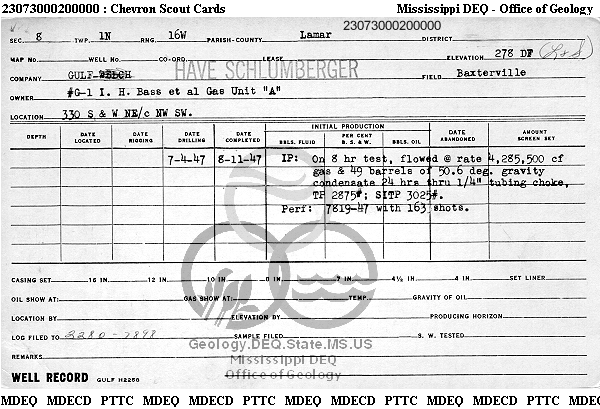 23073000200000 : Chevron Scout Cards Mississippi DEQ - Office of Geology
23073000200000
SEC. 8 TWP. 1N RNG. 16W PARISH-COUNTY Lamar DISTRICT
MAP NO. WELL NO. CO-ORD. LEASE ELEVATION 278 DF
COMPANY GULF- HAVE SCHLUMBERGER FIELD Baxterville
OWNER #G-1 I. H. Bass et al Gas Unit "A"
LOCATION 330 S & W NE/c NW SW.
DEPTH DATE LOCATED DATE RIGGING DATE DRILLING DATE COMPLETED INITIAL PRODUCTION BBLS. FLUID PER CENT B. S. & W. BBLS. OIL DATE ABANDONED AMOUNT SCREEN SET
7-4-47 8-11-47 IP: On 8 hr test, flowed @ rate 4,285,500 cf
gas & 49 barrels of 50.6 deg. gravity
condensate 24 hrs thru 1/4" tubing choke,
TP 2875#; SITP 3025#.
Perf: 7819-47 with 163 shots.
CASING SET: 16 IN. 12 IN. 10 IN. 8 IN. 7 IN. 4½ IN. 4 IN. SET LINER
OIL SHOW AT: GAS SHOW AT: TEMP. GRAVITY OF OIL
LOCATION BY ELEVATION BY PRODUCING HORIZON
LOG FILED TO 2280-7898 SAMPLE FILED S. W. TESTED
Geology.DEQ.State.MS.US
REMARKS Mississippi DEQ
WELL RECORD GULF H2286 Office of Geology
MDEQ MDECD PTTC MDEQ MDECD PTTC MDEQ MDECD PTTC MDEQ MDECD PTTC MDEQ